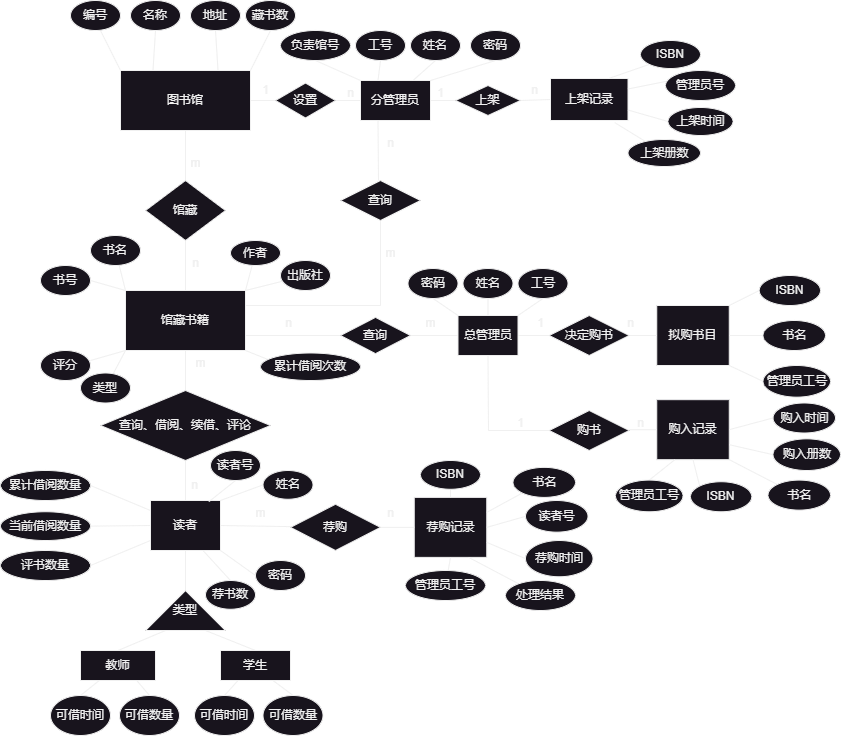 编号
名称
地址
藏书数
负责馆号
工号
姓名
密码
ISBN
管理员号
上架时间
上架册数
图书馆
1
设置
n
分管理员
1
上架
n
上架记录
m
n
馆藏
查询
n
m
书名
作者
书号
出版社
馆藏书籍
评分
类型
累计借阅次数
n
查询
m
密码
姓名
工号
总管理员
1
决定购书
n
拟购书目
ISBN
书名
管理员工号
m
查询、借阅、续借、评论
n
1
购书
n
购入记录
购入时间
购入册数
管理员工号
ISBN
书名
读者号
姓名
累计借阅数量
当前借阅数量
评书数量
读者
m
荐购
n
荐购记录
ISBN
书名
读者号
荐购时间
管理员工号
处理结果
密码
荐书数
类型
教师
学生
可借时间
可借数量
可借时间
可借数量